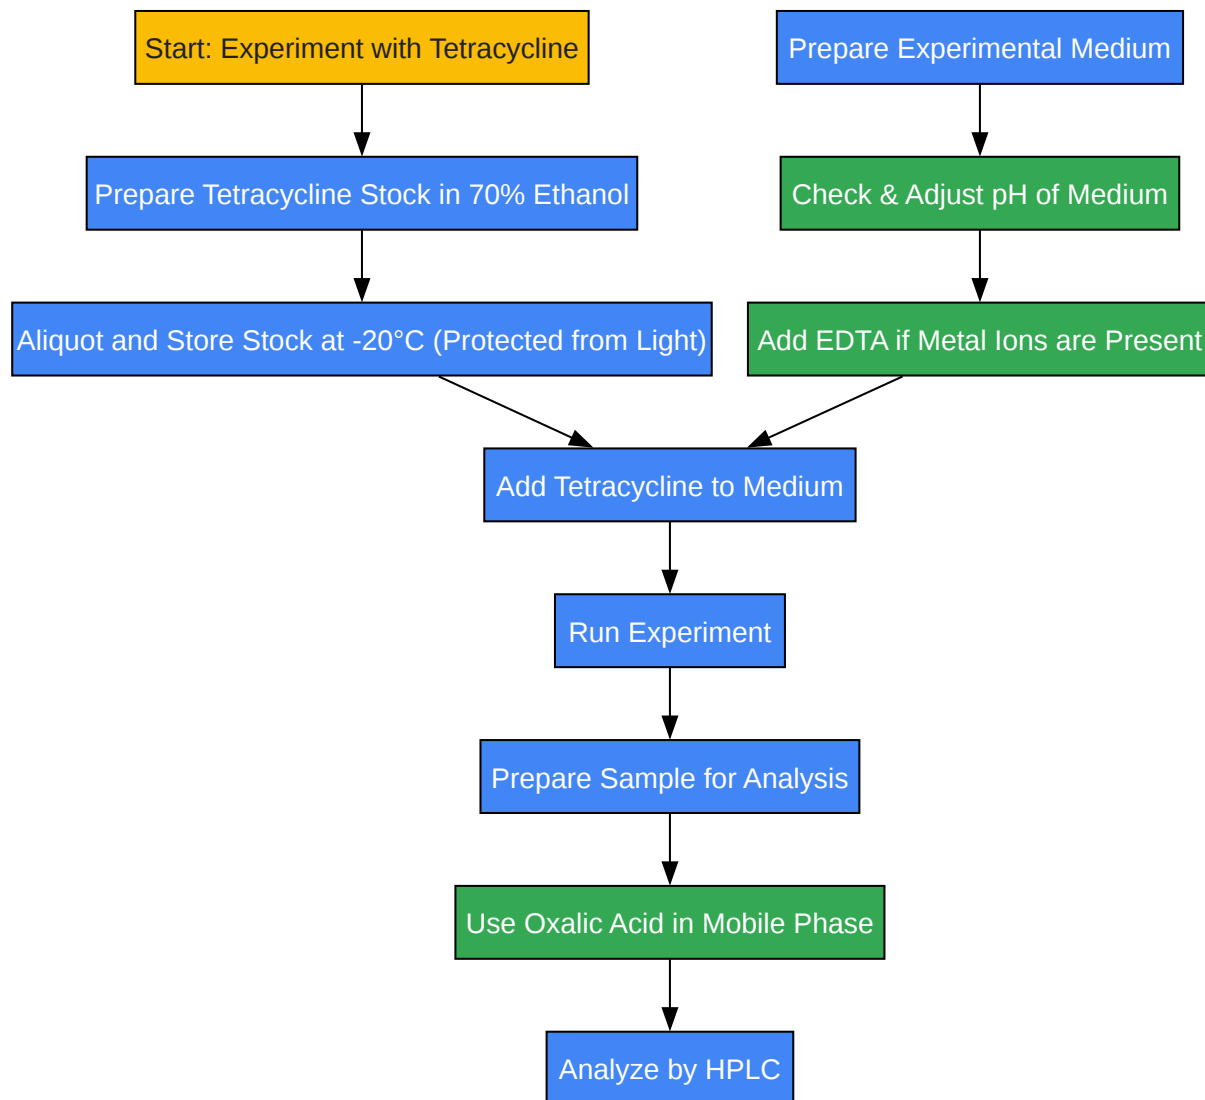 Start: Experiment with Tetracycline
Prepare Experimental Medium
Prepare Tetracycline Stock in 70% Ethanol
Check & Adjust pH of Medium
Aliquot and Store Stock at -20°C (Protected from Light)
Add EDTA if Metal Ions are Present
Add Tetracycline to Medium
Run Experiment
Prepare Sample for Analysis
Use Oxalic Acid in Mobile Phase
Analyze by HPLC